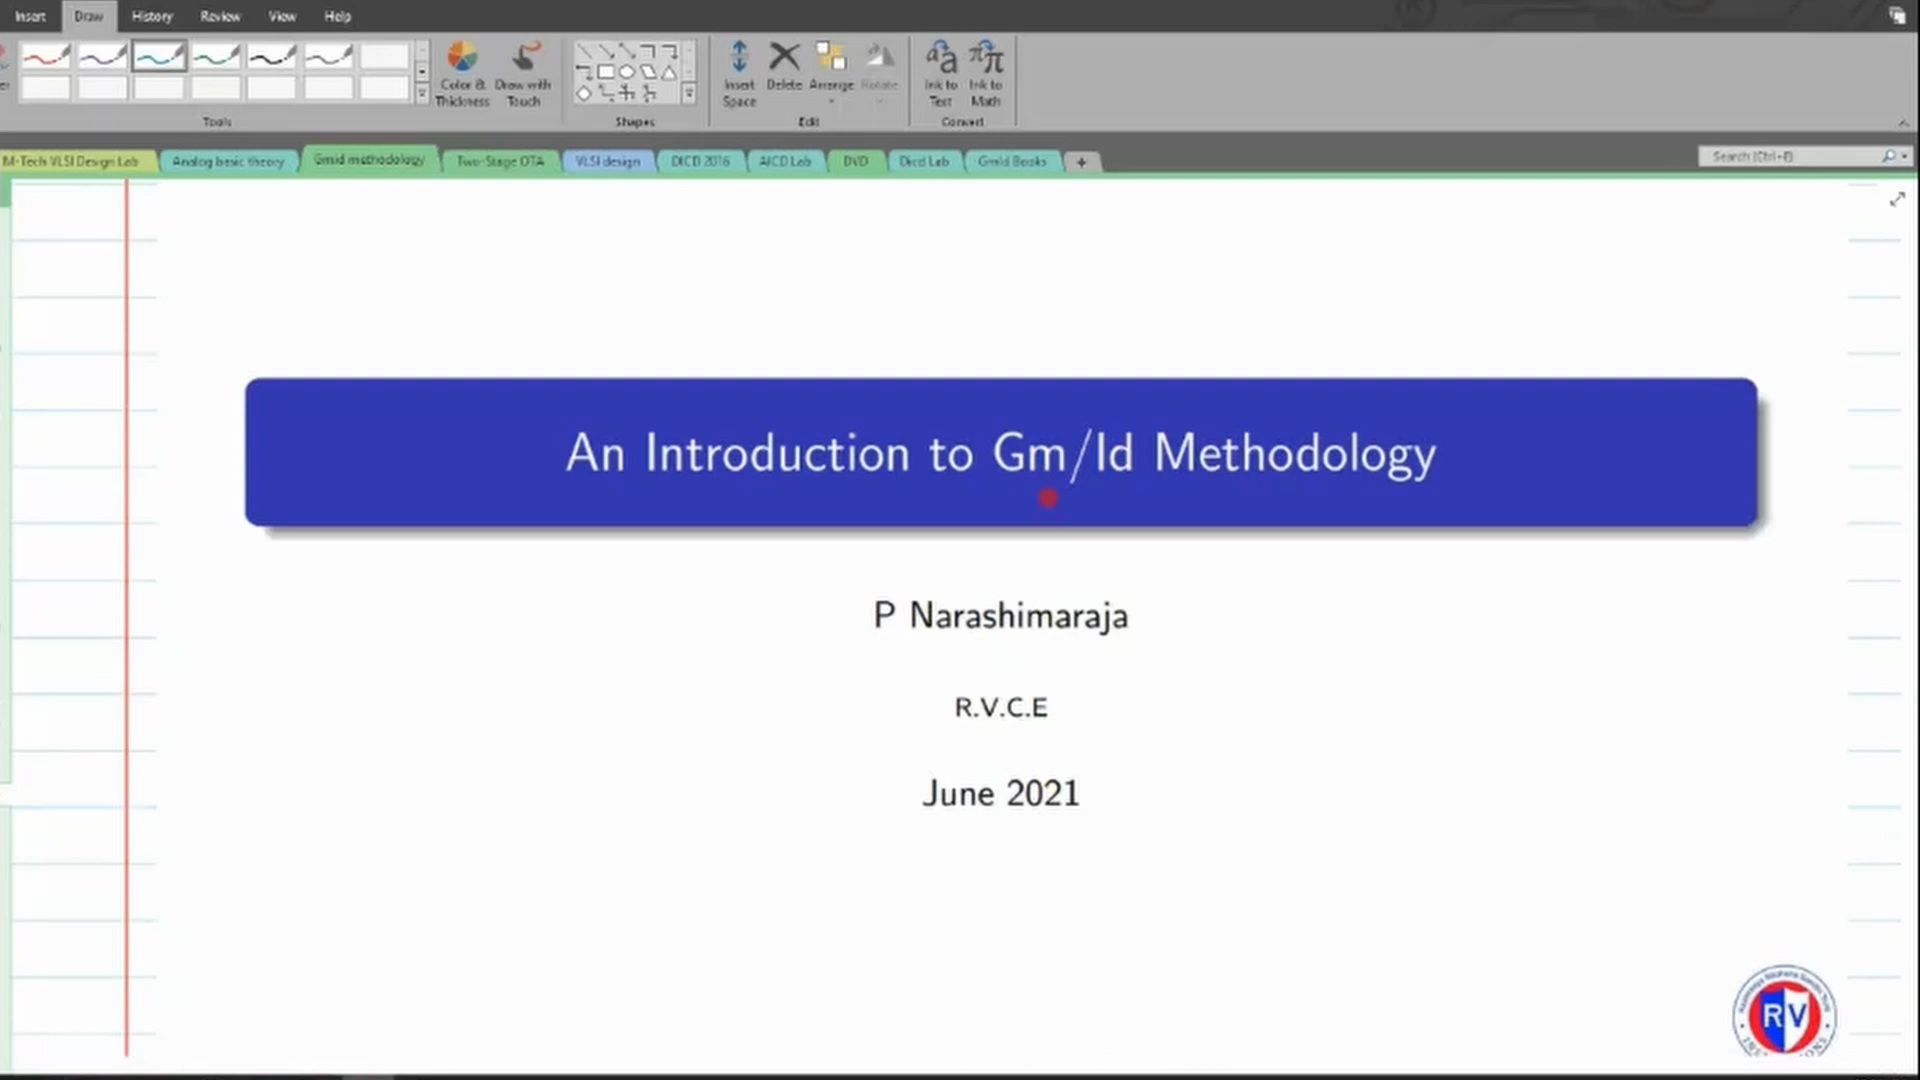 Insert Draw History Review View Help
Color & Thickness
Draw with Touch
Insert Space
Delete
Arrange
Rotate
Ink to Text
Ink to Math
Tools
Shapes
Edit
Convert
M-Tech VLSI Design Lab Analog basic theory Gmid methodology Two-Stage OTA VLSI design DICD 2016 AICD Lab DVD Dicd Lab Gmid Books +
Search (Ctrl+E)
An Introduction to Gm/Id Methodology
P Narashimaraja
R.V.C.E
June 2021
RV